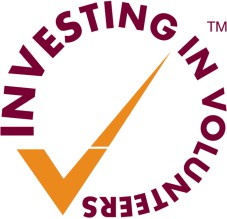 INVESTING IN VOLUNTEERS
TM